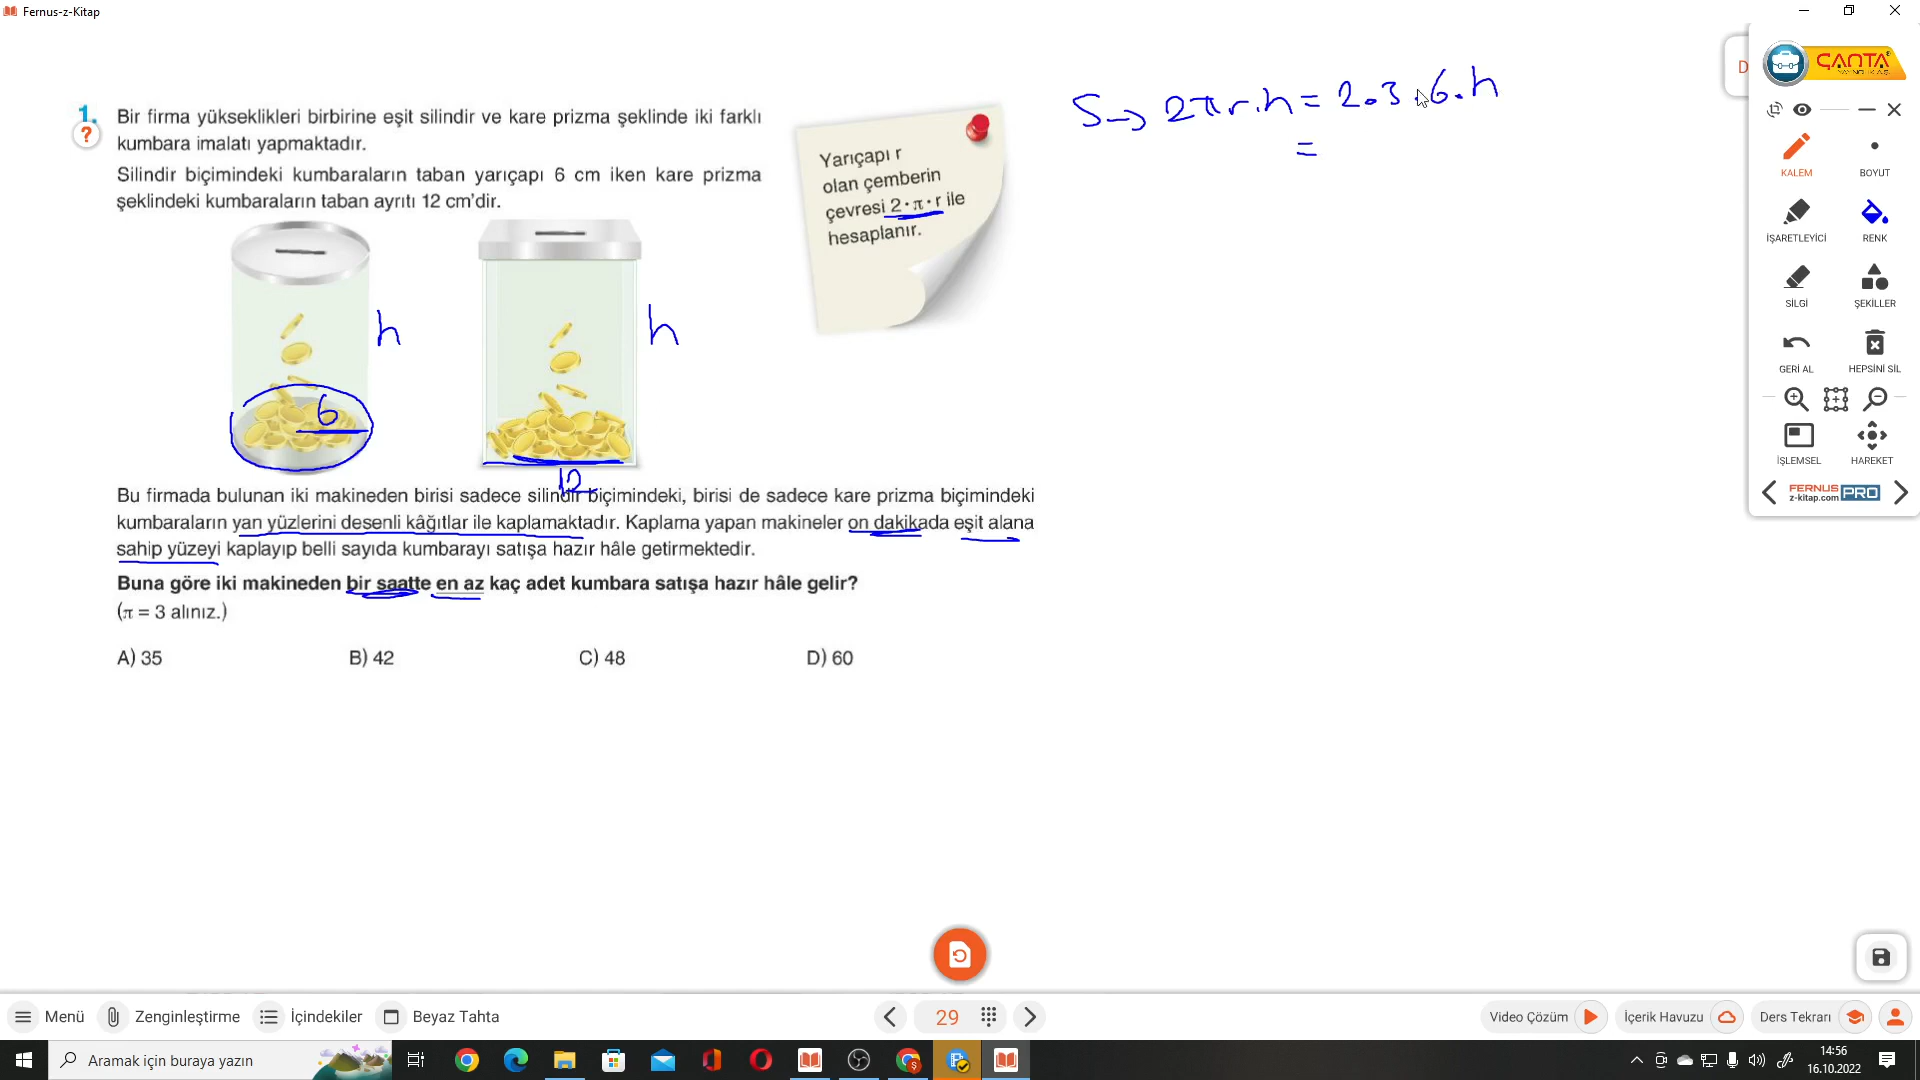 Fernus-z-Kitap
1.
?
Bir firma yükseklikleri birbirine eşit silindir ve kare prizma şeklinde iki farklı
kumbara imalatı yapmaktadır.
Silindir biçimindeki kumbaraların taban yarıçapı 6 cm iken kare prizma
şeklindeki kumbaraların taban ayrıtı 12 cm'dir.
Yarıçapı r
olan çemberin
çevresi 2·π·r ile
hesaplanır.
S→ 2πr.h = 2.3.6.h
=
h
h
6
12
Bu firmada bulunan iki makineden birisi sadece silindir biçimindeki, birisi de sadece kare prizma biçimindeki
kumbaraların yan yüzlerini desenli kâğıtlar ile kaplamaktadır. Kaplama yapan makineler on dakikada eşit alana
sahip yüzeyi kaplayıp belli sayıda kumbarayı satışa hazır hâle getirmektedir.
Buna göre iki makineden bir saatte en az kaç adet kumbara satışa hazır hâle gelir?
(π = 3 alınız.)
A) 35 B) 42 C) 48 D) 60
D
ÇANTA
KALEM BOYUT
İŞARETLEYİCİ RENK
SİLGİ ŞEKİLLER
GERİ AL HEPSİNİ SİL
İŞLEMSEL HAREKET
FERNUS
z-kitap.com PRO
Menü Zenginleştirme İçindekiler Beyaz Tahta 29 Video Çözüm İçerik Havuzu Ders Tekrarı
Aramak için buraya yazın
14:56
16.10.2022